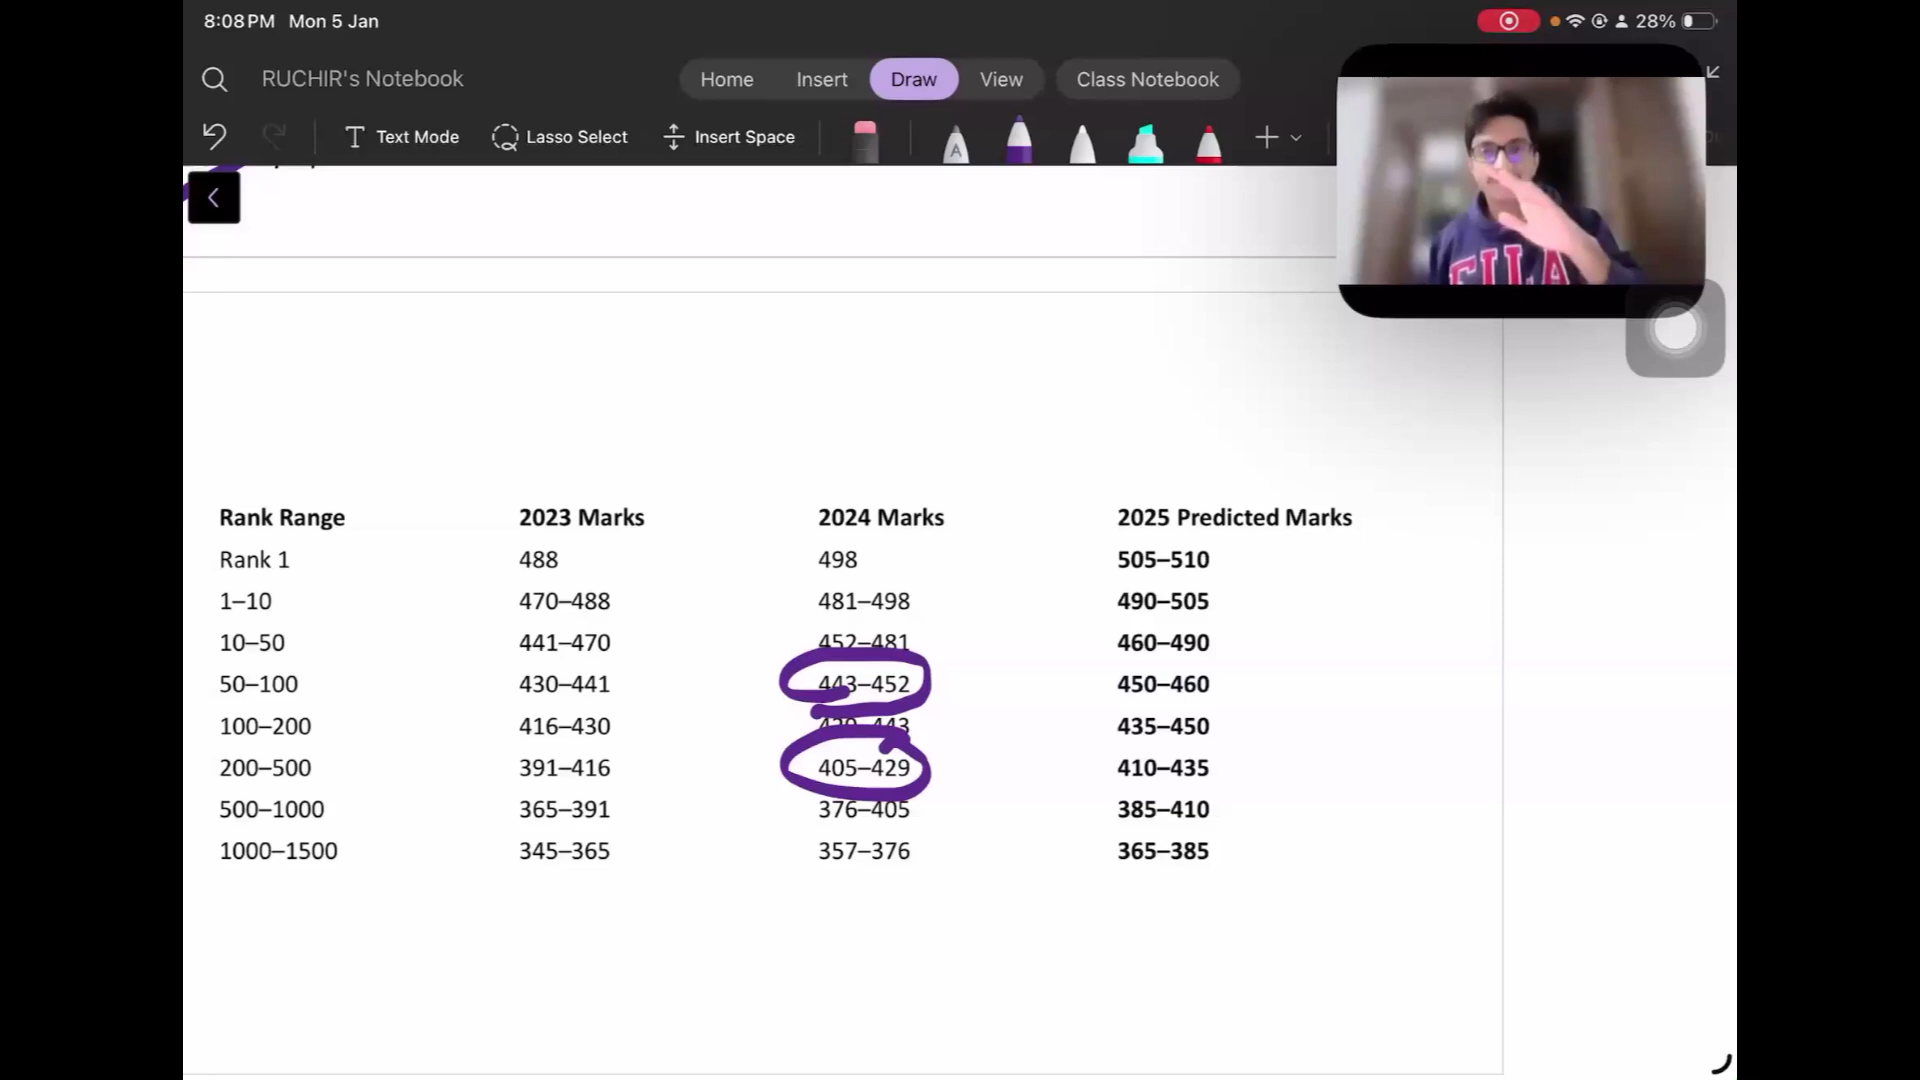 8:08 PM Mon 5 Jan
28%
RUCHIR's Notebook
Home Insert Draw View Class Notebook
Text Mode Lasso Select Insert Space
A
FILA
Rank Range 2023 Marks 2024 Marks 2025 Predicted Marks
Rank 1 488 498 505–510
1–10 470–488 481–498 490–505
10–50 441–470 452–481 460–490
50–100 430–441 443–452 450–460
100–200 416–430 429–443 435–450
200–500 391–416 405–429 410–435
500–1000 365–391 376–405 385–410
1000–1500 345–365 357–376 365–385